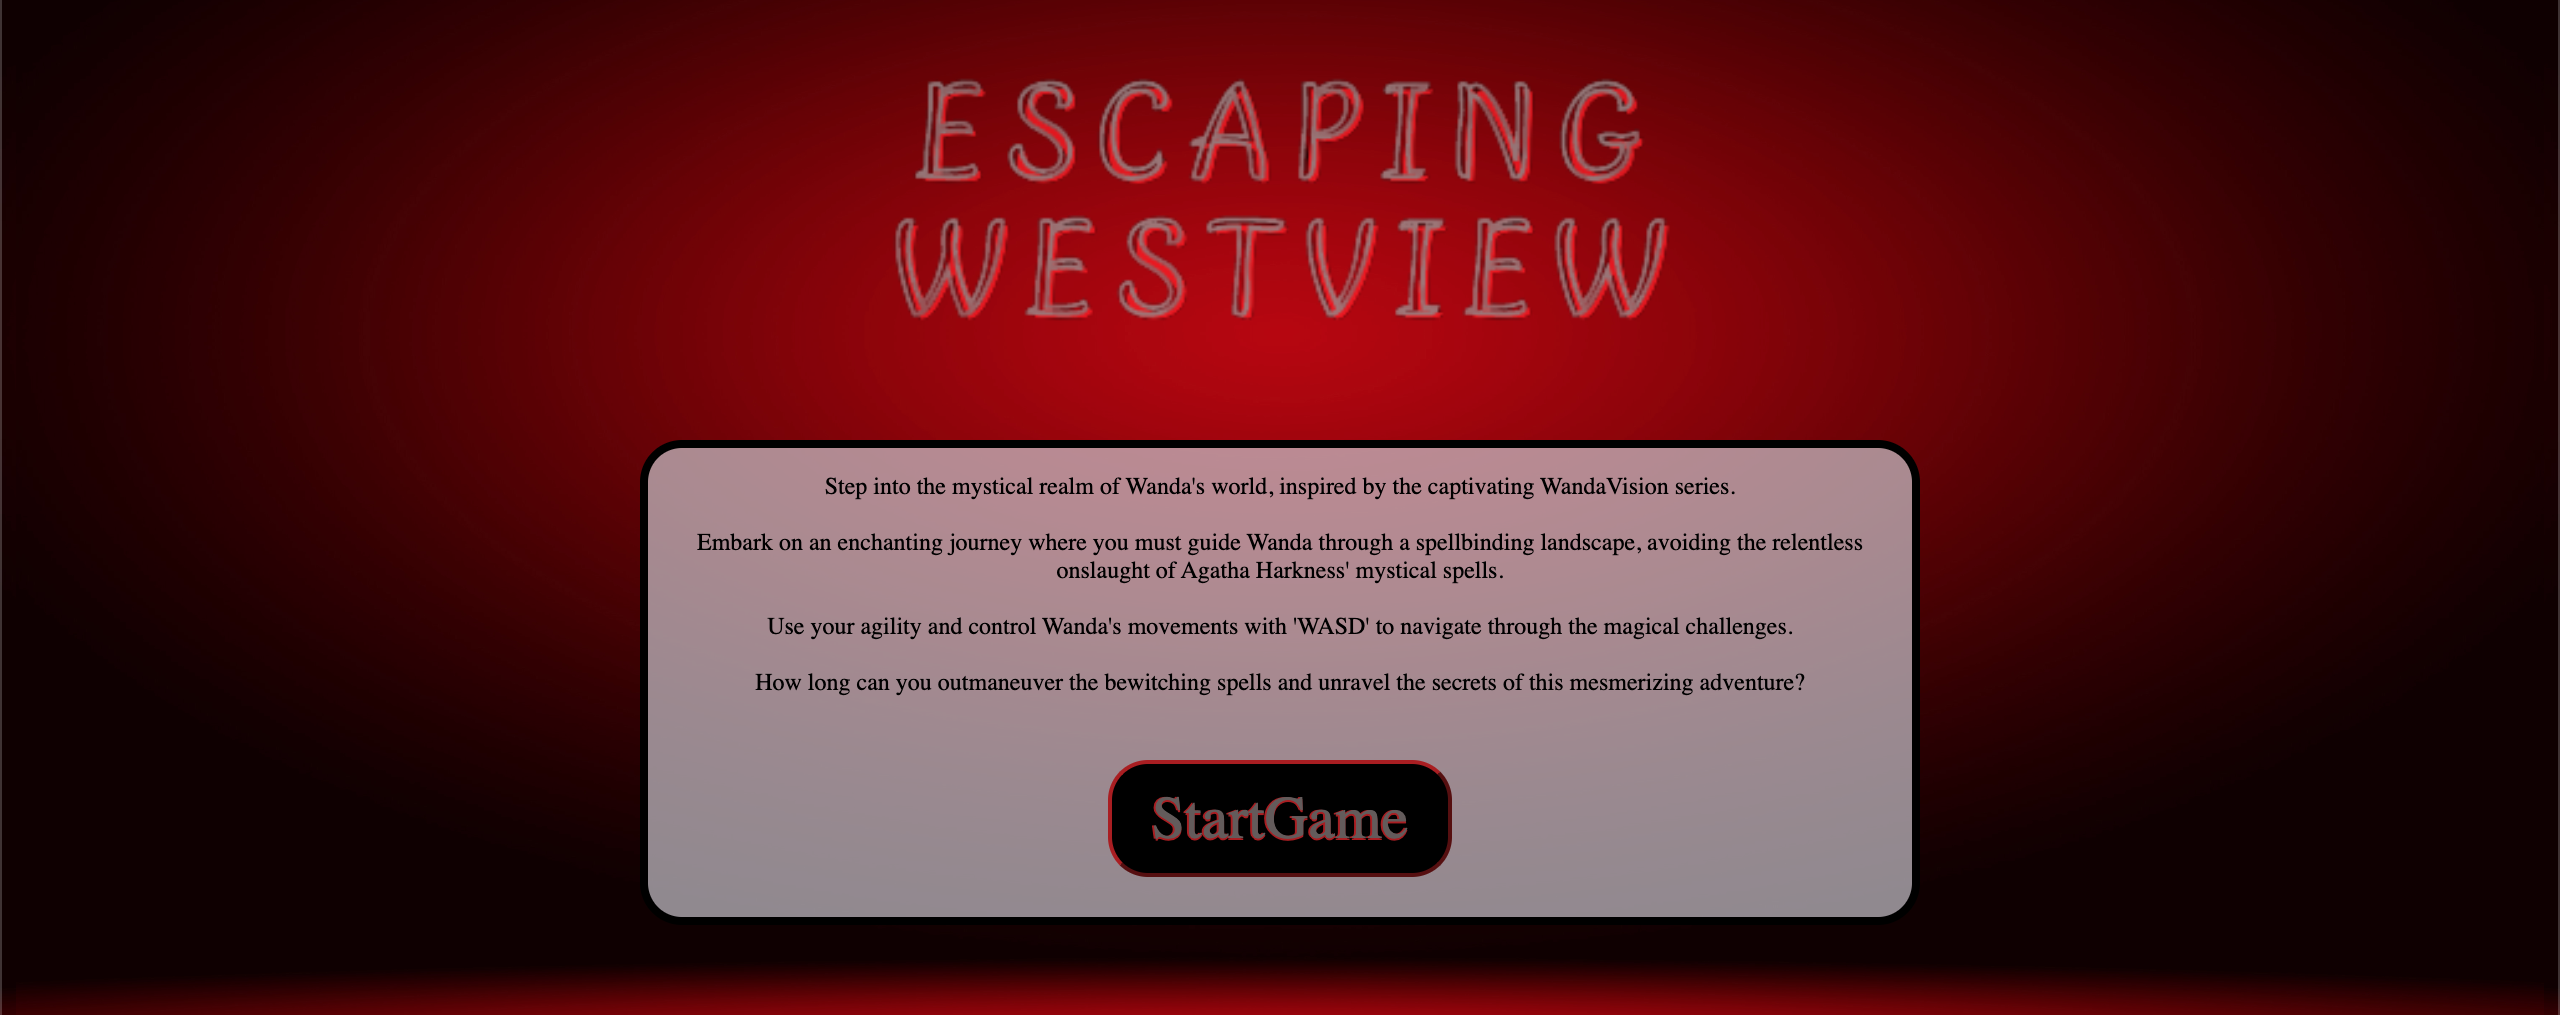 ESCAPING
WESTVIEW
Step into the mystical realm of Wanda's world, inspired by the captivating WandaVision series.
Embark on an enchanting journey where you must guide Wanda through a spellbinding landscape, avoiding the relentless
onslaught of Agatha Harkness' mystical spells.
Use your agility and control Wanda's movements with 'WASD' to navigate through the magical challenges.
How long can you outmaneuver the bewitching spells and unravel the secrets of this mesmerizing adventure?
StartGame